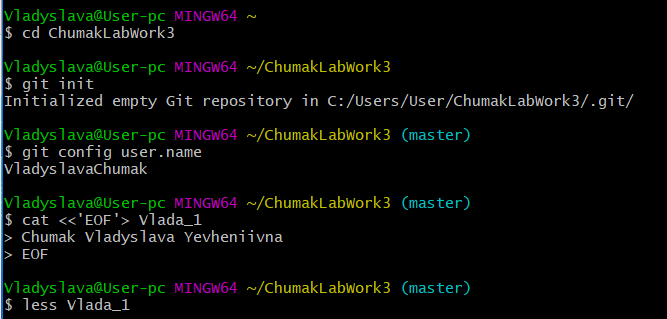 Vladyslava@User-pc MINGW64 ~
$ cd ChumakLabWork3
Vladyslava@User-pc MINGW64 ~/ChumakLabWork3
$ git init
Initialized empty Git repository in C:/Users/User/ChumakLabWork3/.git/
Vladyslava@User-pc MINGW64 ~/ChumakLabWork3 (master)
$ git config user.name
VladyslavaChumak
Vladyslava@User-pc MINGW64 ~/ChumakLabWork3 (master)
$ cat <<'EOF'> Vlada_1
> Chumak Vladyslava Yevheniivna
> EOF
Vladyslava@User-pc MINGW64 ~/ChumakLabWork3 (master)
$ less Vlada_1